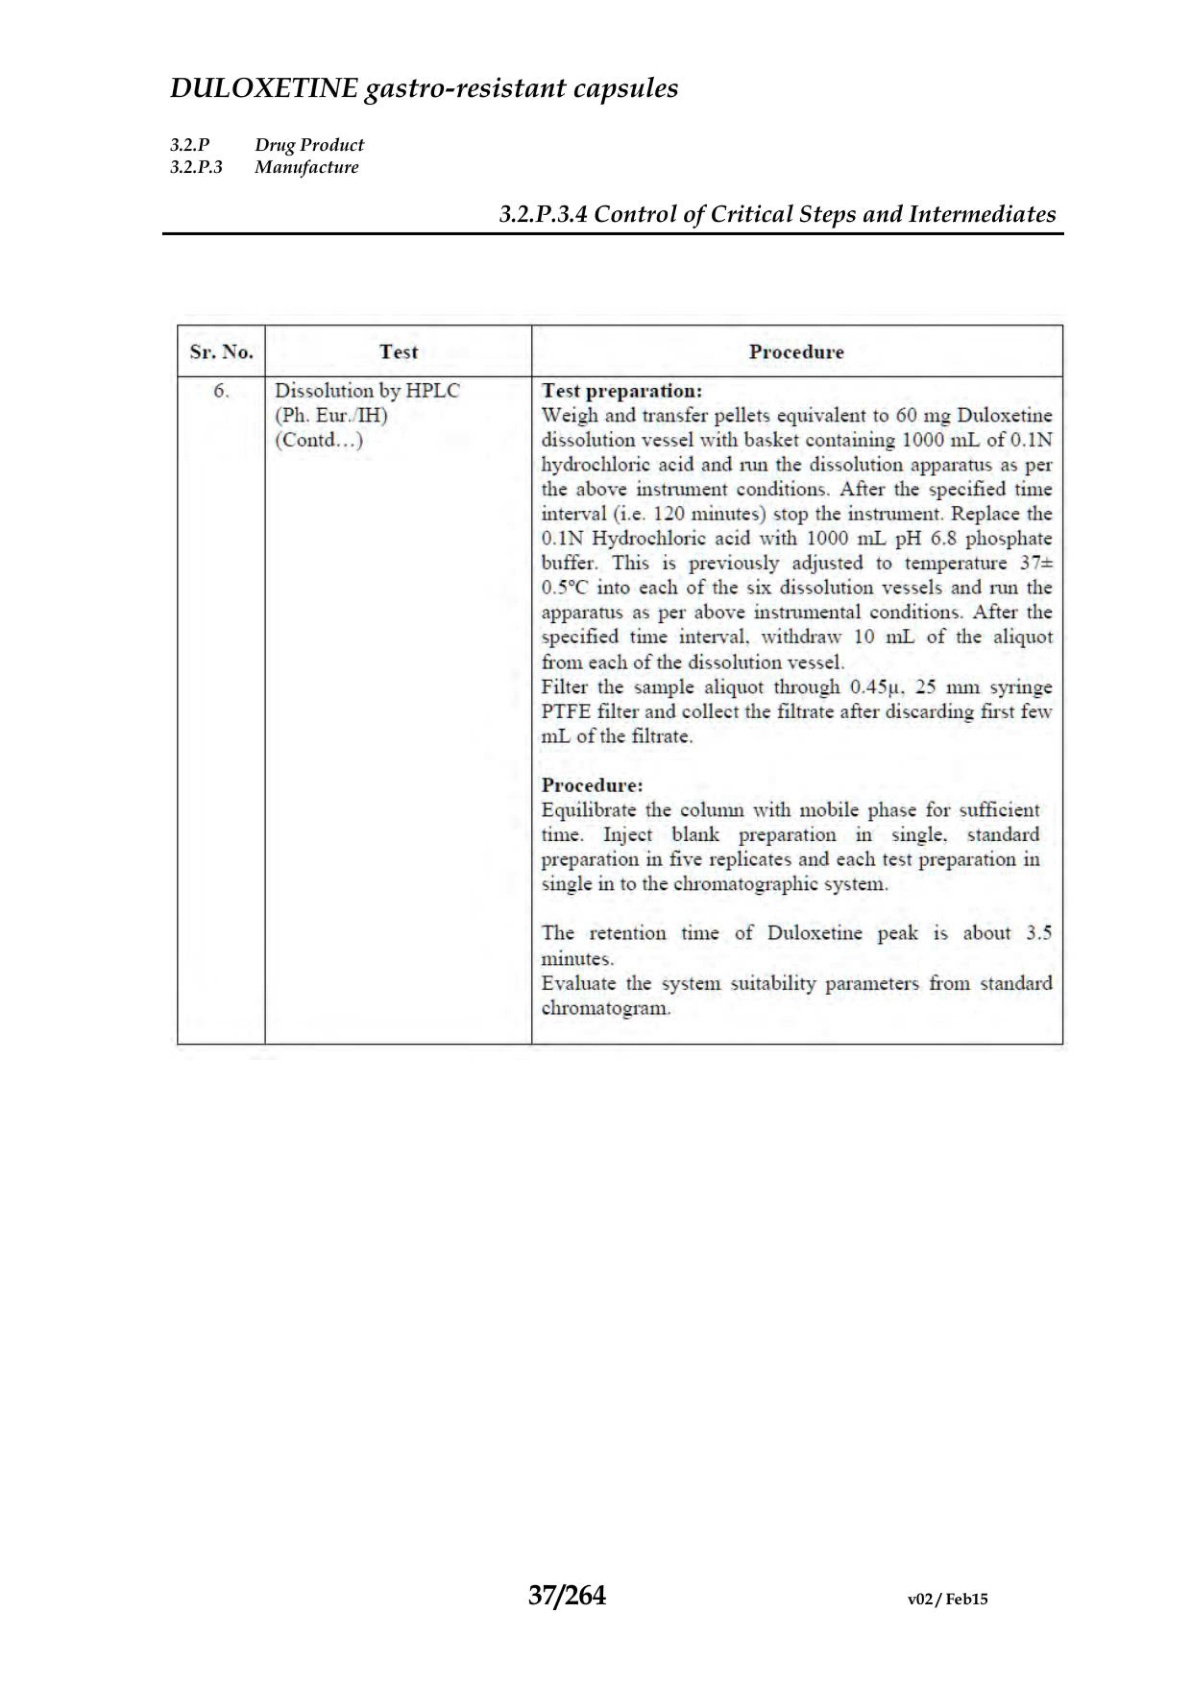 DULOXETINE gastro-resistant capsules
3.2.P Drug Product
3.2.P.3 Manufacture
3.2.P.3.4 Control of Critical Steps and Intermediates
Sr. No. Test Procedure
6. Dissolution by HPLC
(Ph. Eur./IH)
(Contd...)
Test preparation:
Weigh and transfer pellets equivalent to 60 mg Duloxetine
dissolution vessel with basket containing 1000 mL of 0.1N
hydrochloric acid and run the dissolution apparatus as per
the above instrument conditions. After the specified time
interval (i.e. 120 minutes) stop the instrument. Replace the
0.1N Hydrochloric acid with 1000 mL pH 6.8 phosphate
buffer. This is previously adjusted to temperature 37±
0.5°C into each of the six dissolution vessels and run the
apparatus as per above instrumental conditions. After the
specified time interval, withdraw 10 mL of the aliquot
from each of the dissolution vessel.
Filter the sample aliquot through 0.45µ, 25 mm syringe
PTFE filter and collect the filtrate after discarding first few
mL of the filtrate.
Procedure:
Equilibrate the column with mobile phase for sufficient
time. Inject blank preparation in single, standard
preparation in five replicates and each test preparation in
single in to the chromatographic system.
The retention time of Duloxetine peak is about 3.5
minutes.
Evaluate the system suitability parameters from standard
chromatogram.
37/264
v02 / Feb15